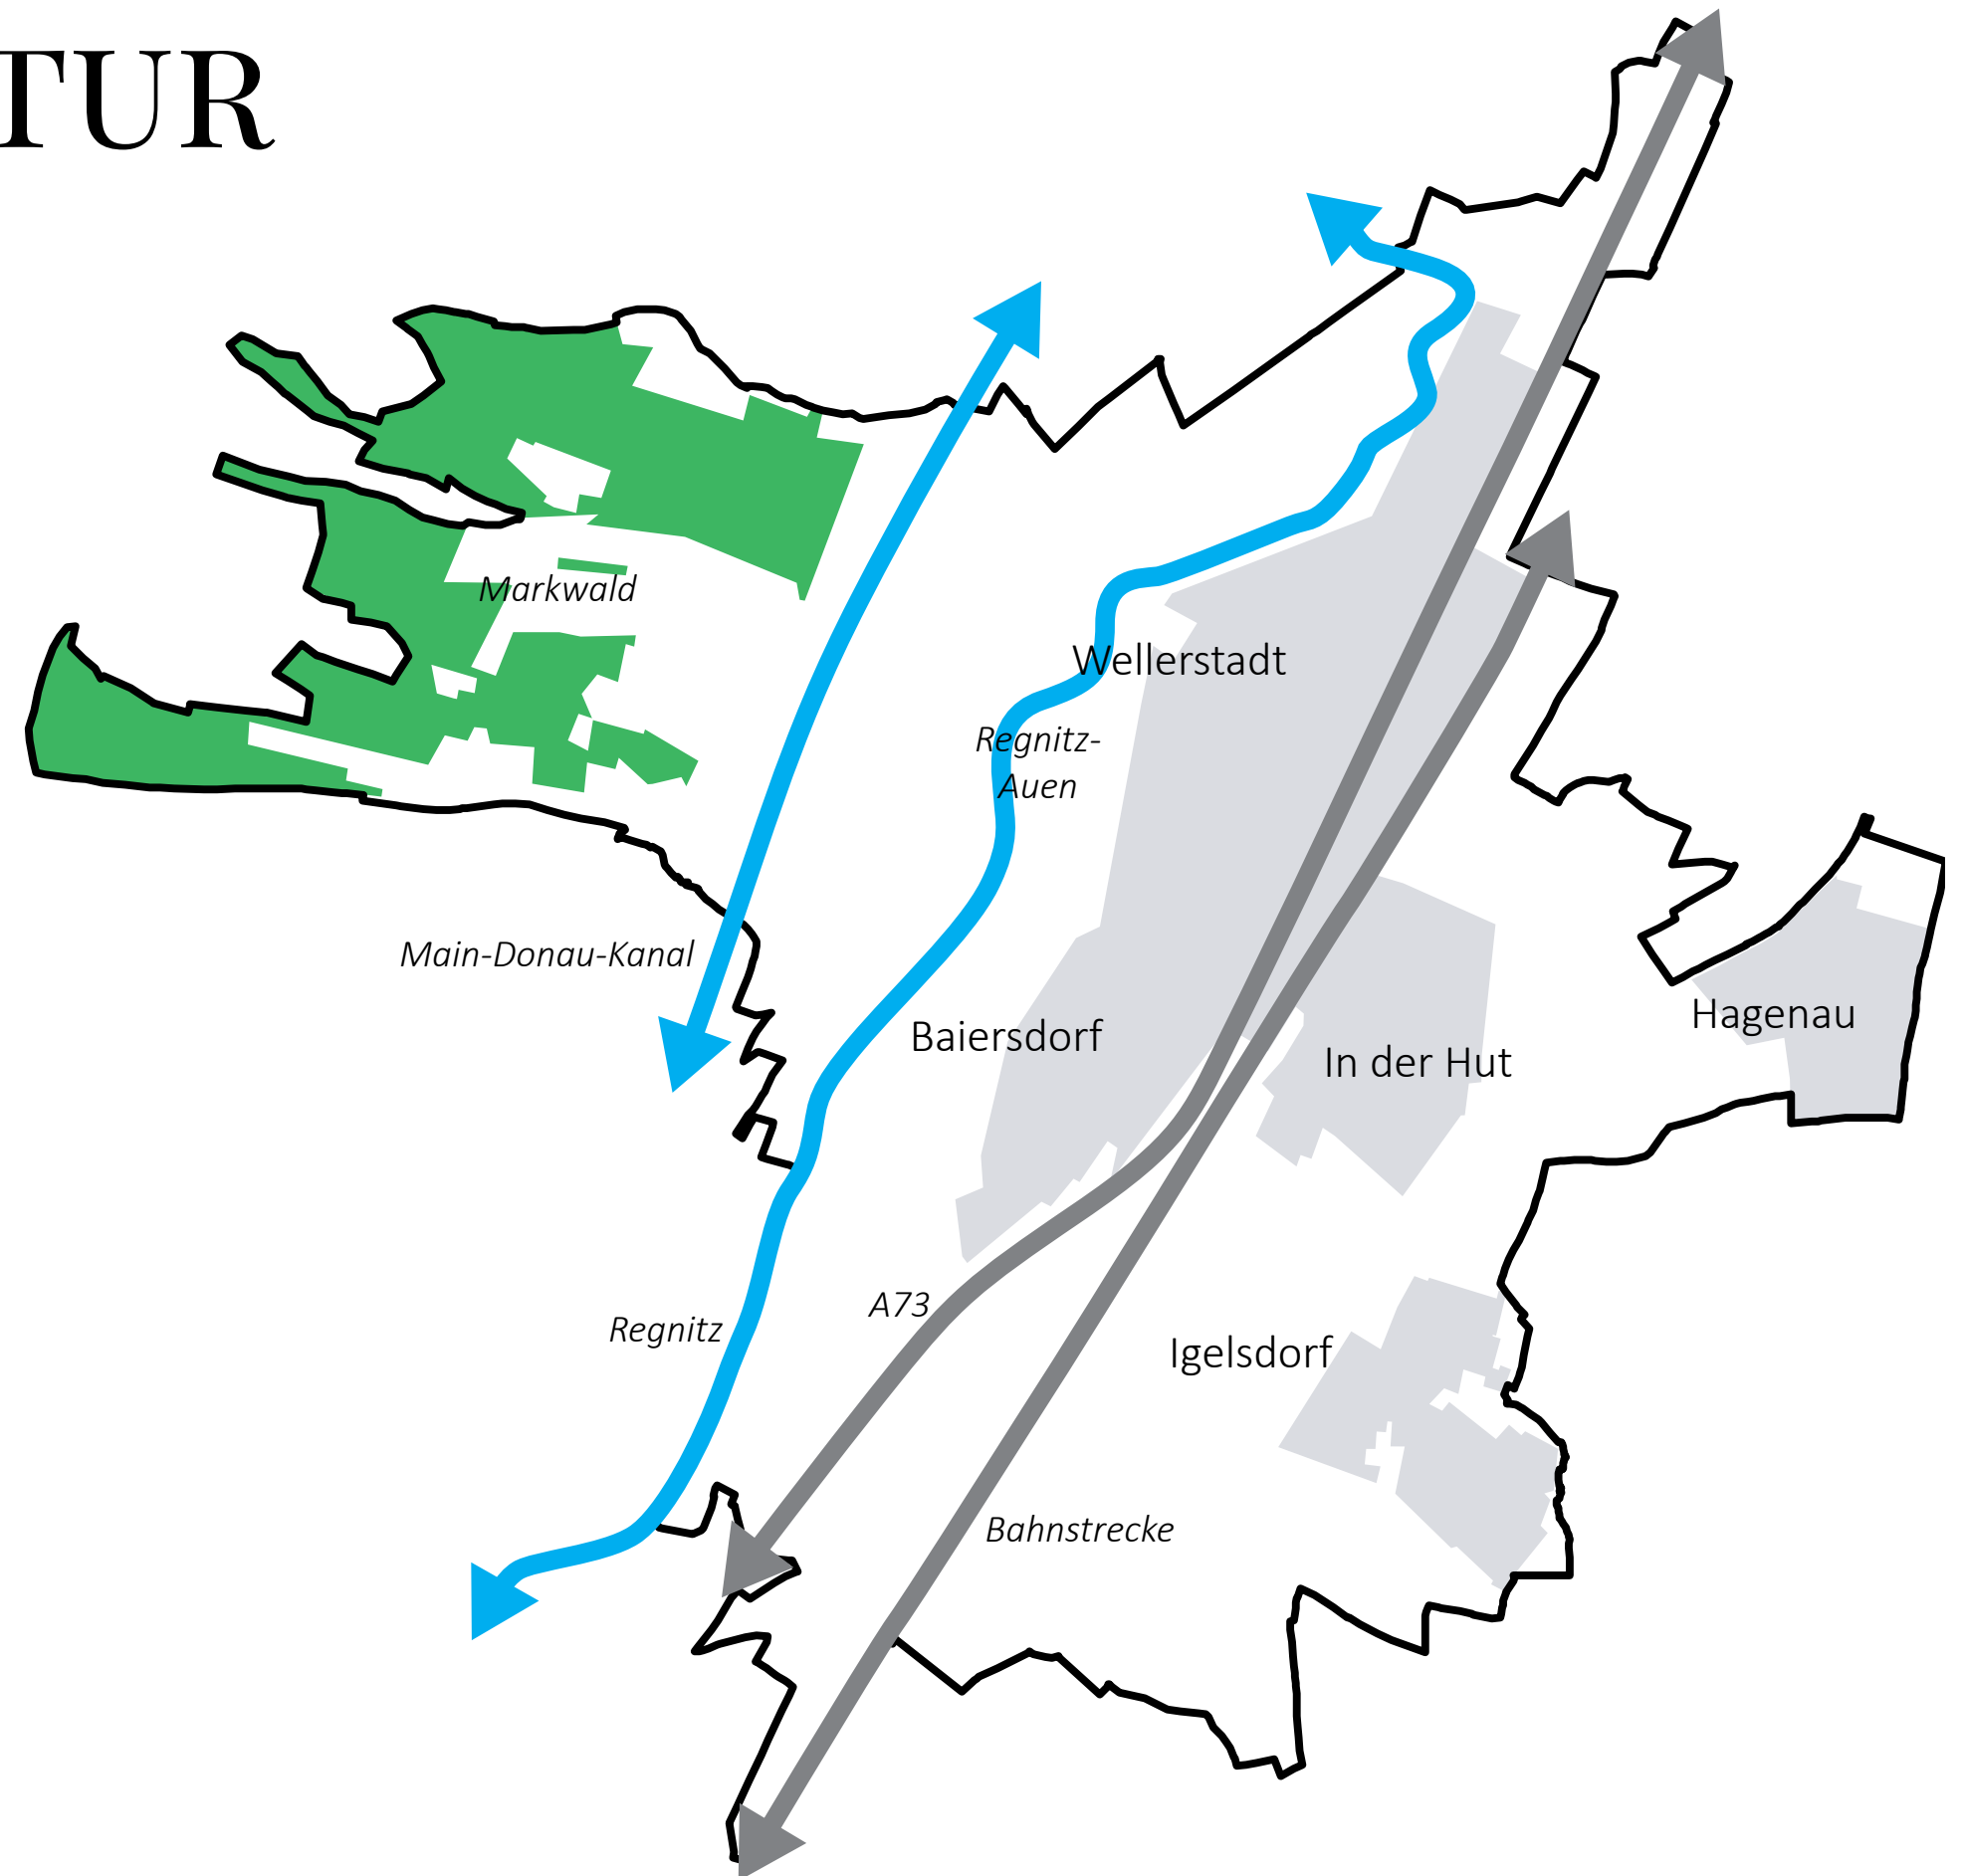 TUR
Markwald
Wellerstadt
Regnitz-
Auen
Main-Donau-Kanal
Baiersdorf
In der Hut
Hagenau
A73
Regnitz
Igelsdorf
Bahnstrecke